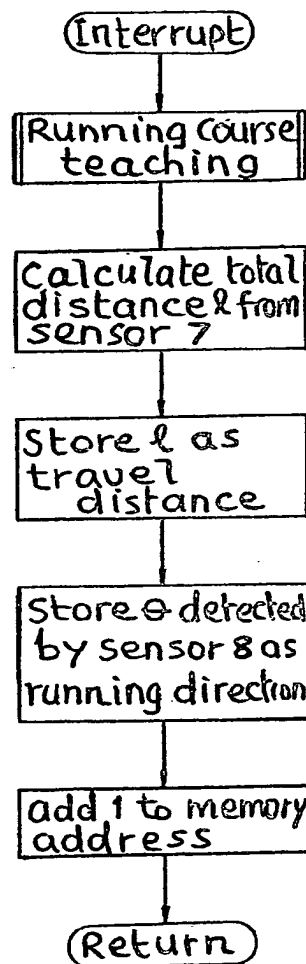 Interrupt
Running Course
teaching
Calculate total
distance ℓ from
sensor 7
Store ℓ as
travel
distance
Store θ detected
by sensor 8 as
running direction
add 1 to memory
address
Return